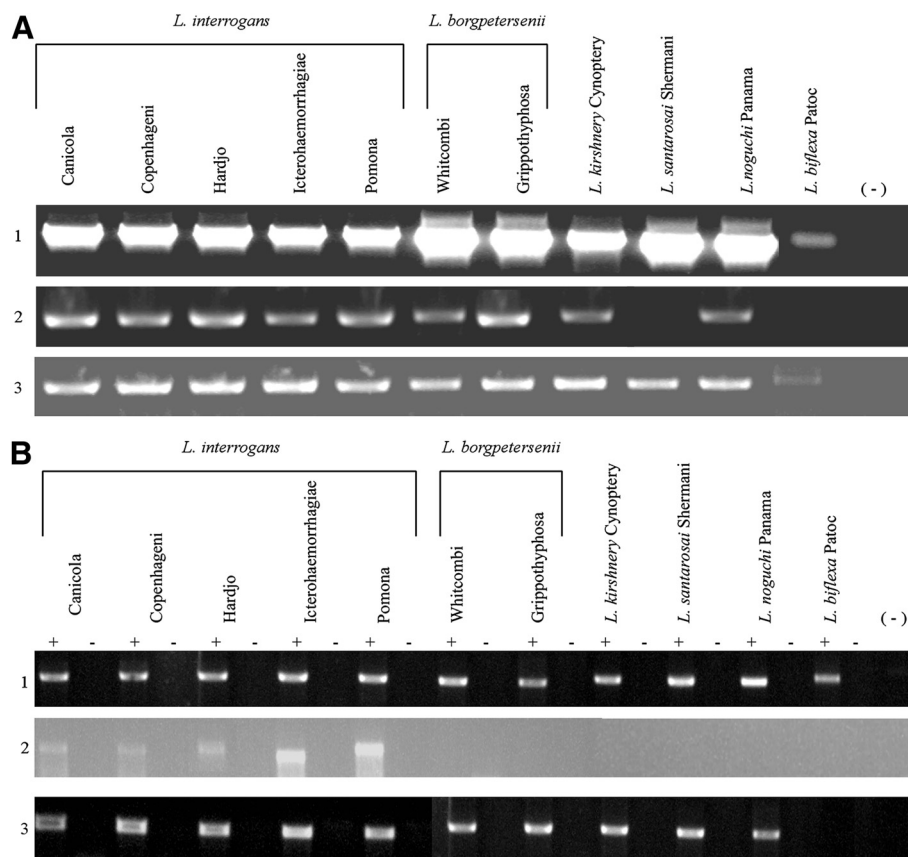 A
L. interrogans
L. borgpetersenii
Canicola
Copenhageni
Hardjo
Icterohaemorrhagiae
Pomona
Whitcombi
Grippothyphosa
L. kirshnery Cynoptery
L. santarosai Shermani
L.noguchi Panama
L. biflexa Patoc
(-)
1
2
3
B
L. interrogans
L. borgpetersenii
Canicola
Copenhageni
Hardjo
Icterohaemorrhagiae
Pomona
Whitcombi
Grippothyphosa
L. kirshnery Cynoptery
L. santarosai Shermani
L. noguchi Panama
L. biflexa Patoc
(-)
+ - + - + - + - + - + - + - + - + - + - + -
1
2
3